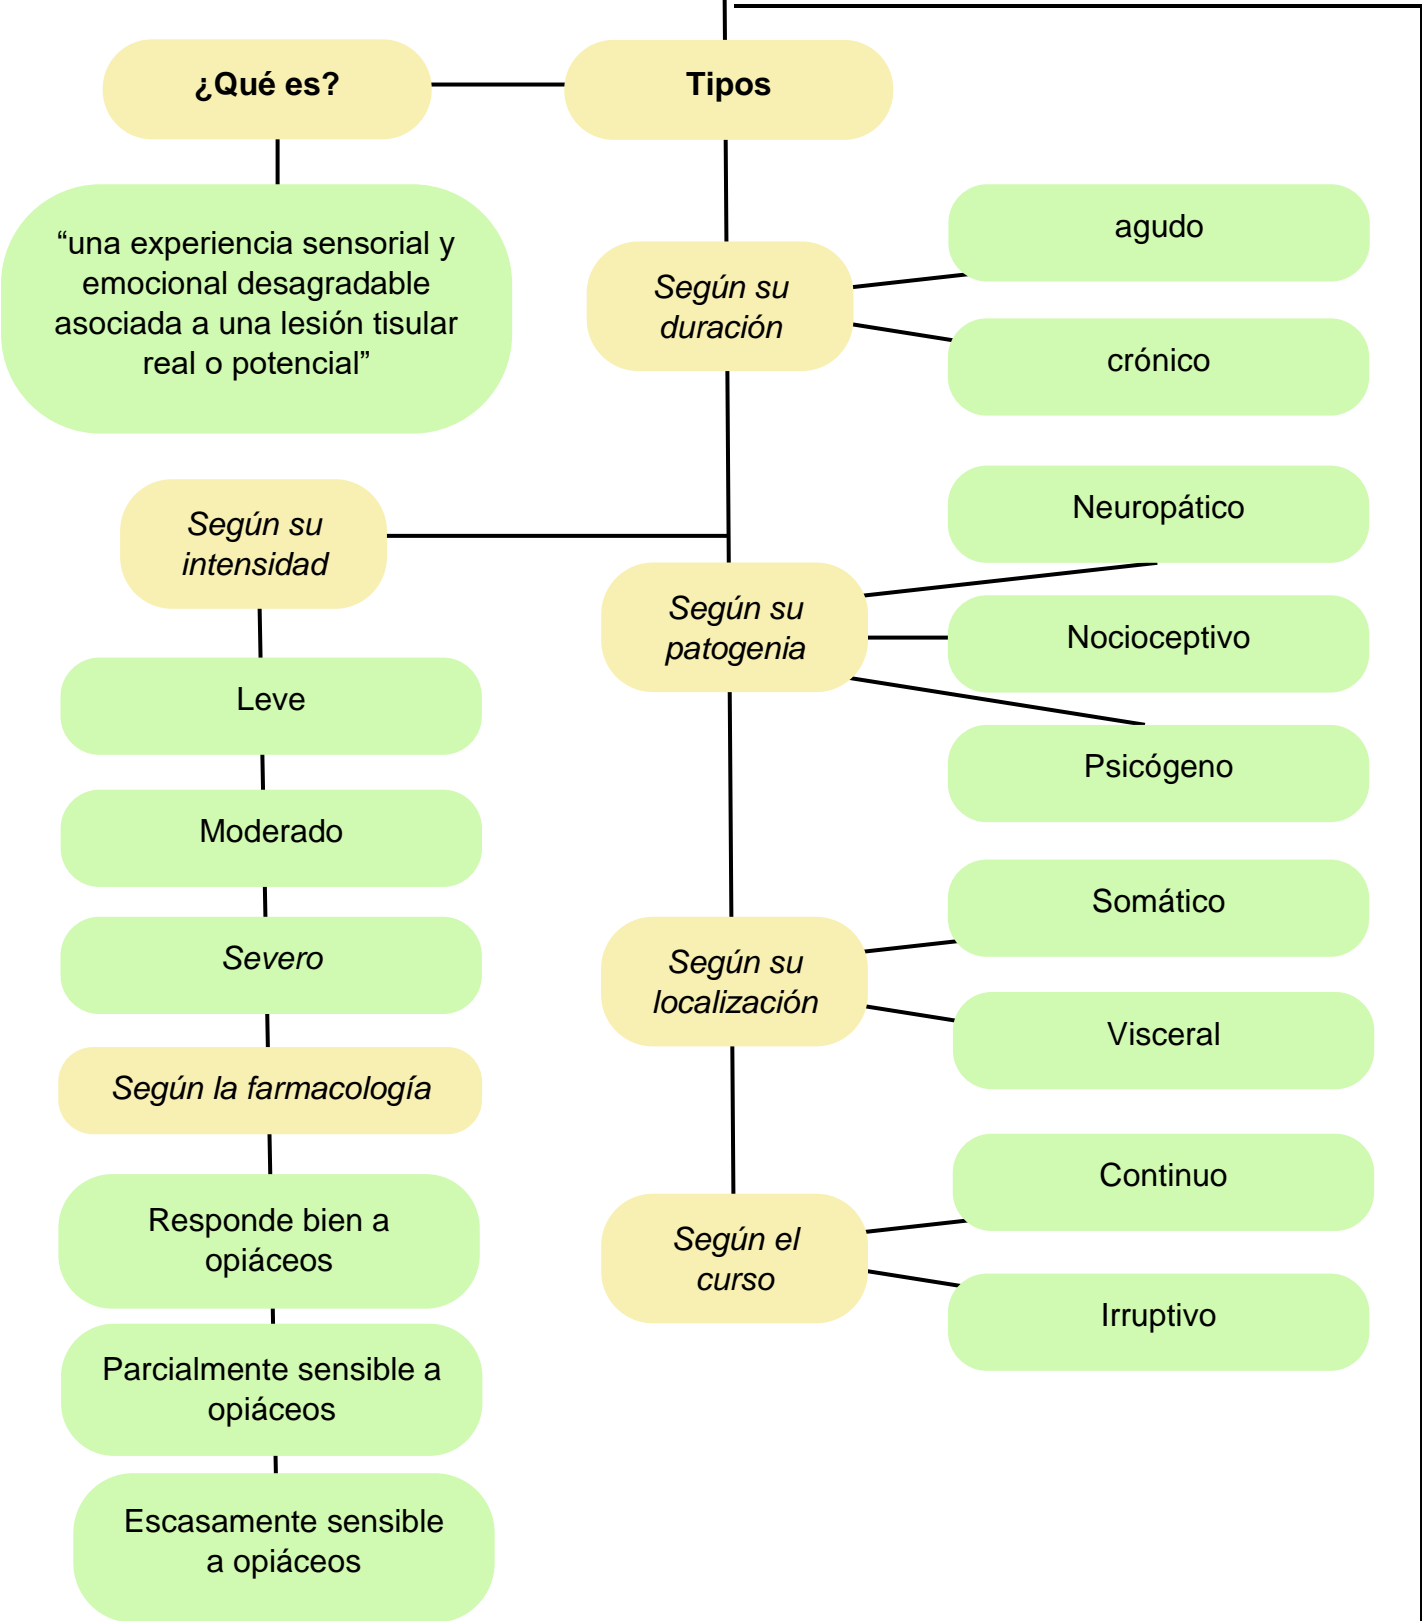 ¿Qué es?
Tipos
“una experiencia sensorial y
emocional desagradable
asociada a una lesión tisular
real o potencial”
Según su
duración
agudo
crónico
Según su
intensidad
Leve
Moderado
Severo
Según la farmacología
Responde bien a
opiáceos
Parcialmente sensible a
opiáceos
Escasamente sensible
a opiáceos
Según su
patogenia
Neuropático
Nocioceptivo
Psicógeno
Según su
localización
Somático
Visceral
Según el
curso
Continuo
Irruptivo